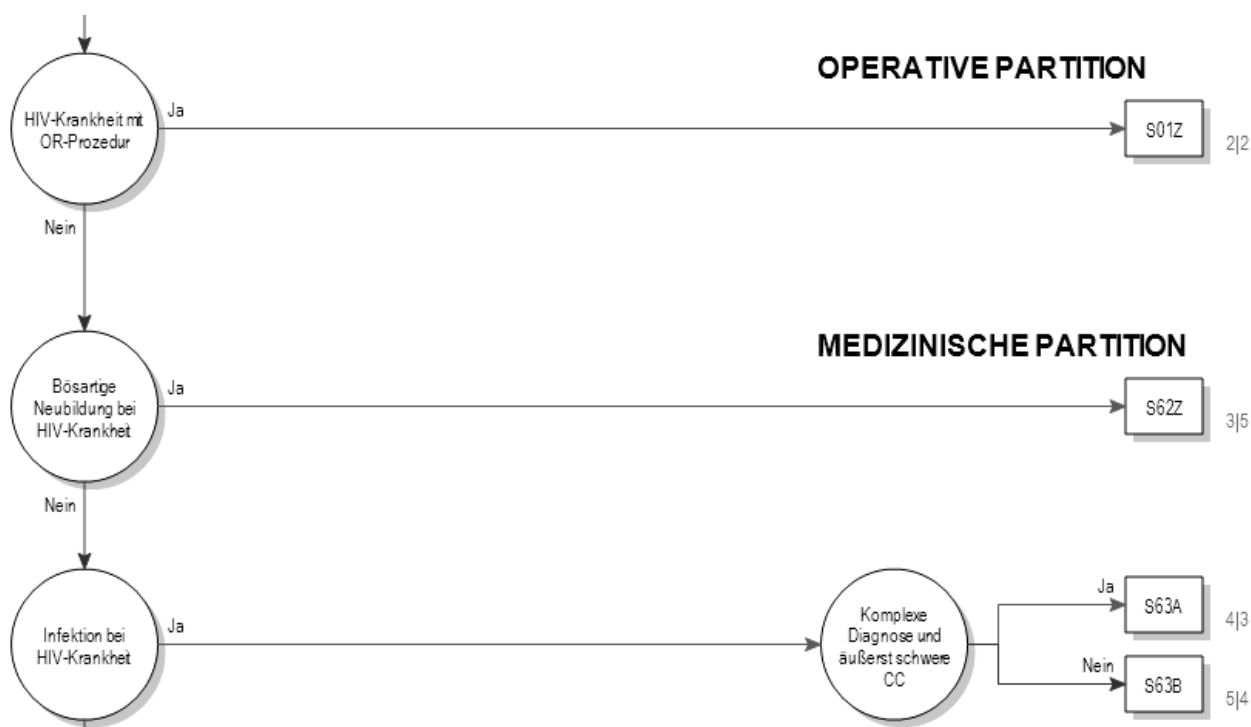 OPERATIVE PARTITION
HIV-Krankheit mit
OR-Prozedur
Ja
S01Z
2|2
Nein
MEDIZINISCHE PARTITION
Bösartige
Neubildung bei
HIV-Krankheit
Ja
S62Z
3|5
Nein
Infektion bei
HIV-Krankheit
Ja
Komplexe
Diagnose und
äußerst schwere
CC
Ja
S63A
4|3
Nein
S63B
5|4